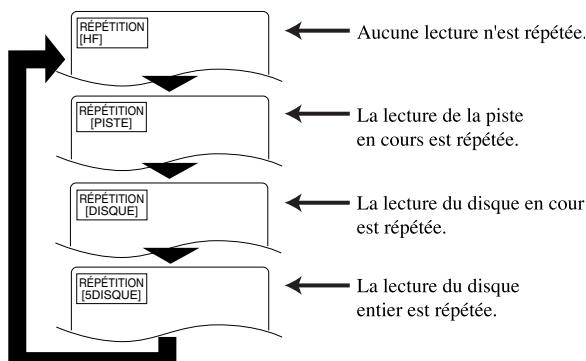 RÉPÉTITION
[HF]
Aucune lecture n'est répétée.
RÉPÉTITION
[PISTE]
La lecture de la piste
en cours est répétée.
RÉPÉTITION
[DISQUE]
La lecture du disque en cour
est répétée.
RÉPÉTITION
[5DISQUE]
La lecture du disque
entier est répétée.